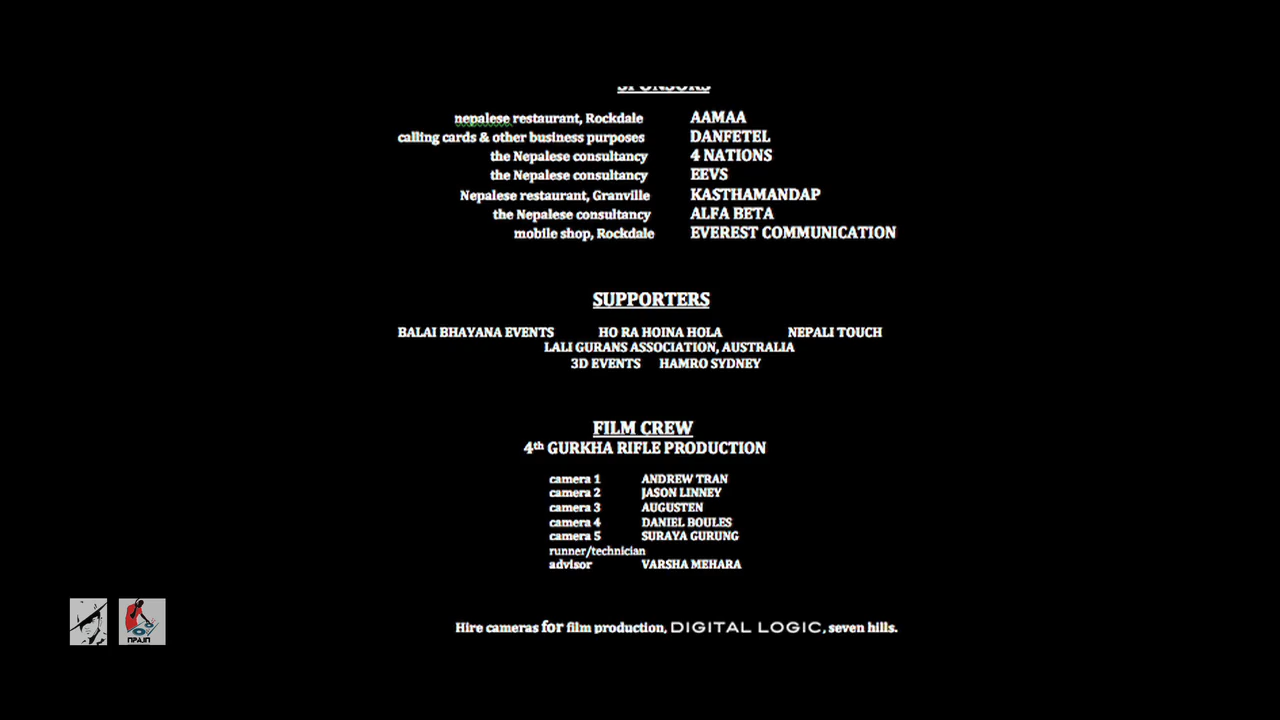 SPONSORS
nepalese restaurant, Rockdale AAMAA
calling cards & other business purposes DANFETEL
the Nepalese consultancy 4 NATIONS
the Nepalese consultancy EEVS
Nepalese restaurant, Granville KASTHAMANDAP
the Nepalese consultancy ALFA BETA
mobile shop, Rockdale EVEREST COMMUNICATION
SUPPORTERS
BALAI BHAYANA EVENTS HO RA HOINA HOLA NEPALI TOUCH
LALI GURANS ASSOCIATION, AUSTRALIA
3D EVENTS HAMRO SYDNEY
FILM CREW
4th GURKHA RIFLE PRODUCTION
camera 1 ANDREW TRAN
camera 2 JASON LINNEY
camera 3 AUGUSTEN
camera 4 DANIEL BOULES
camera 5 SURAYA GURUNG
runner/technician
advisor VARSHA MEHARA
Hire cameras for film production, DIGITAL LOGIC, seven hills.